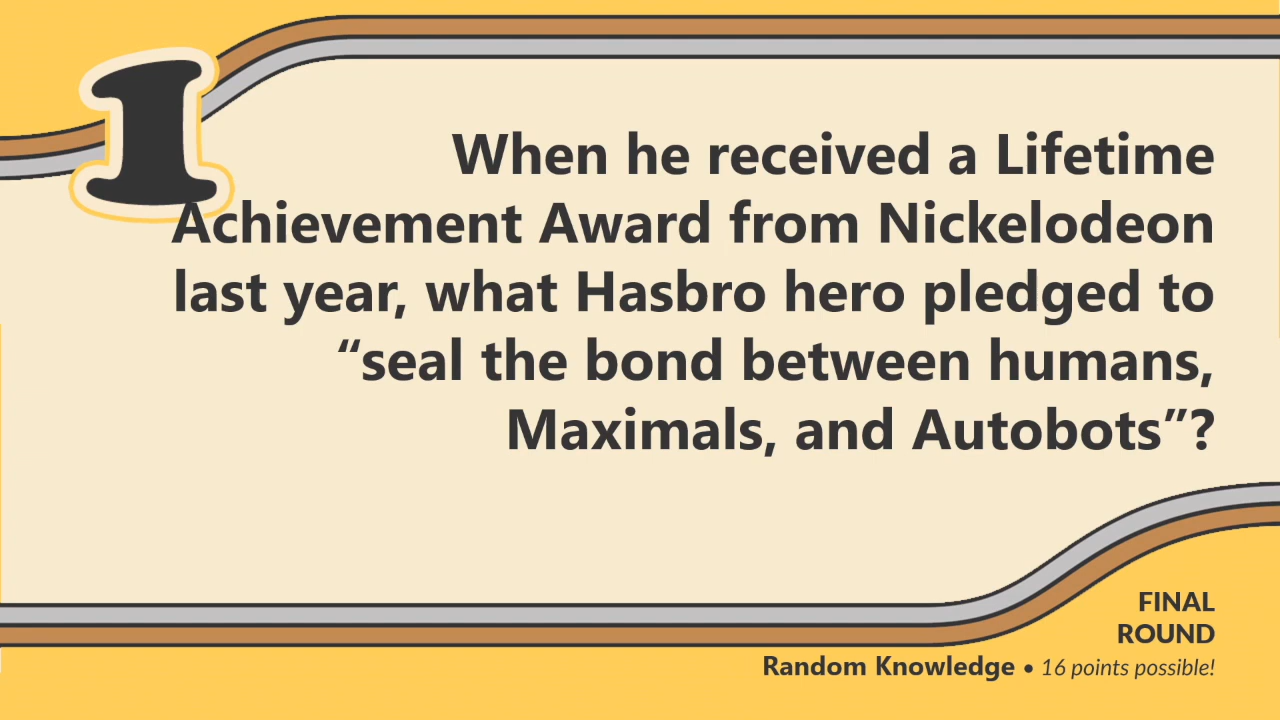 1
When he received a Lifetime
Achievement Award from Nickelodeon
last year, what Hasbro hero pledged to
“seal the bond between humans,
Maximals, and Autobots”?
FINAL
ROUND
Random Knowledge • 16 points possible!